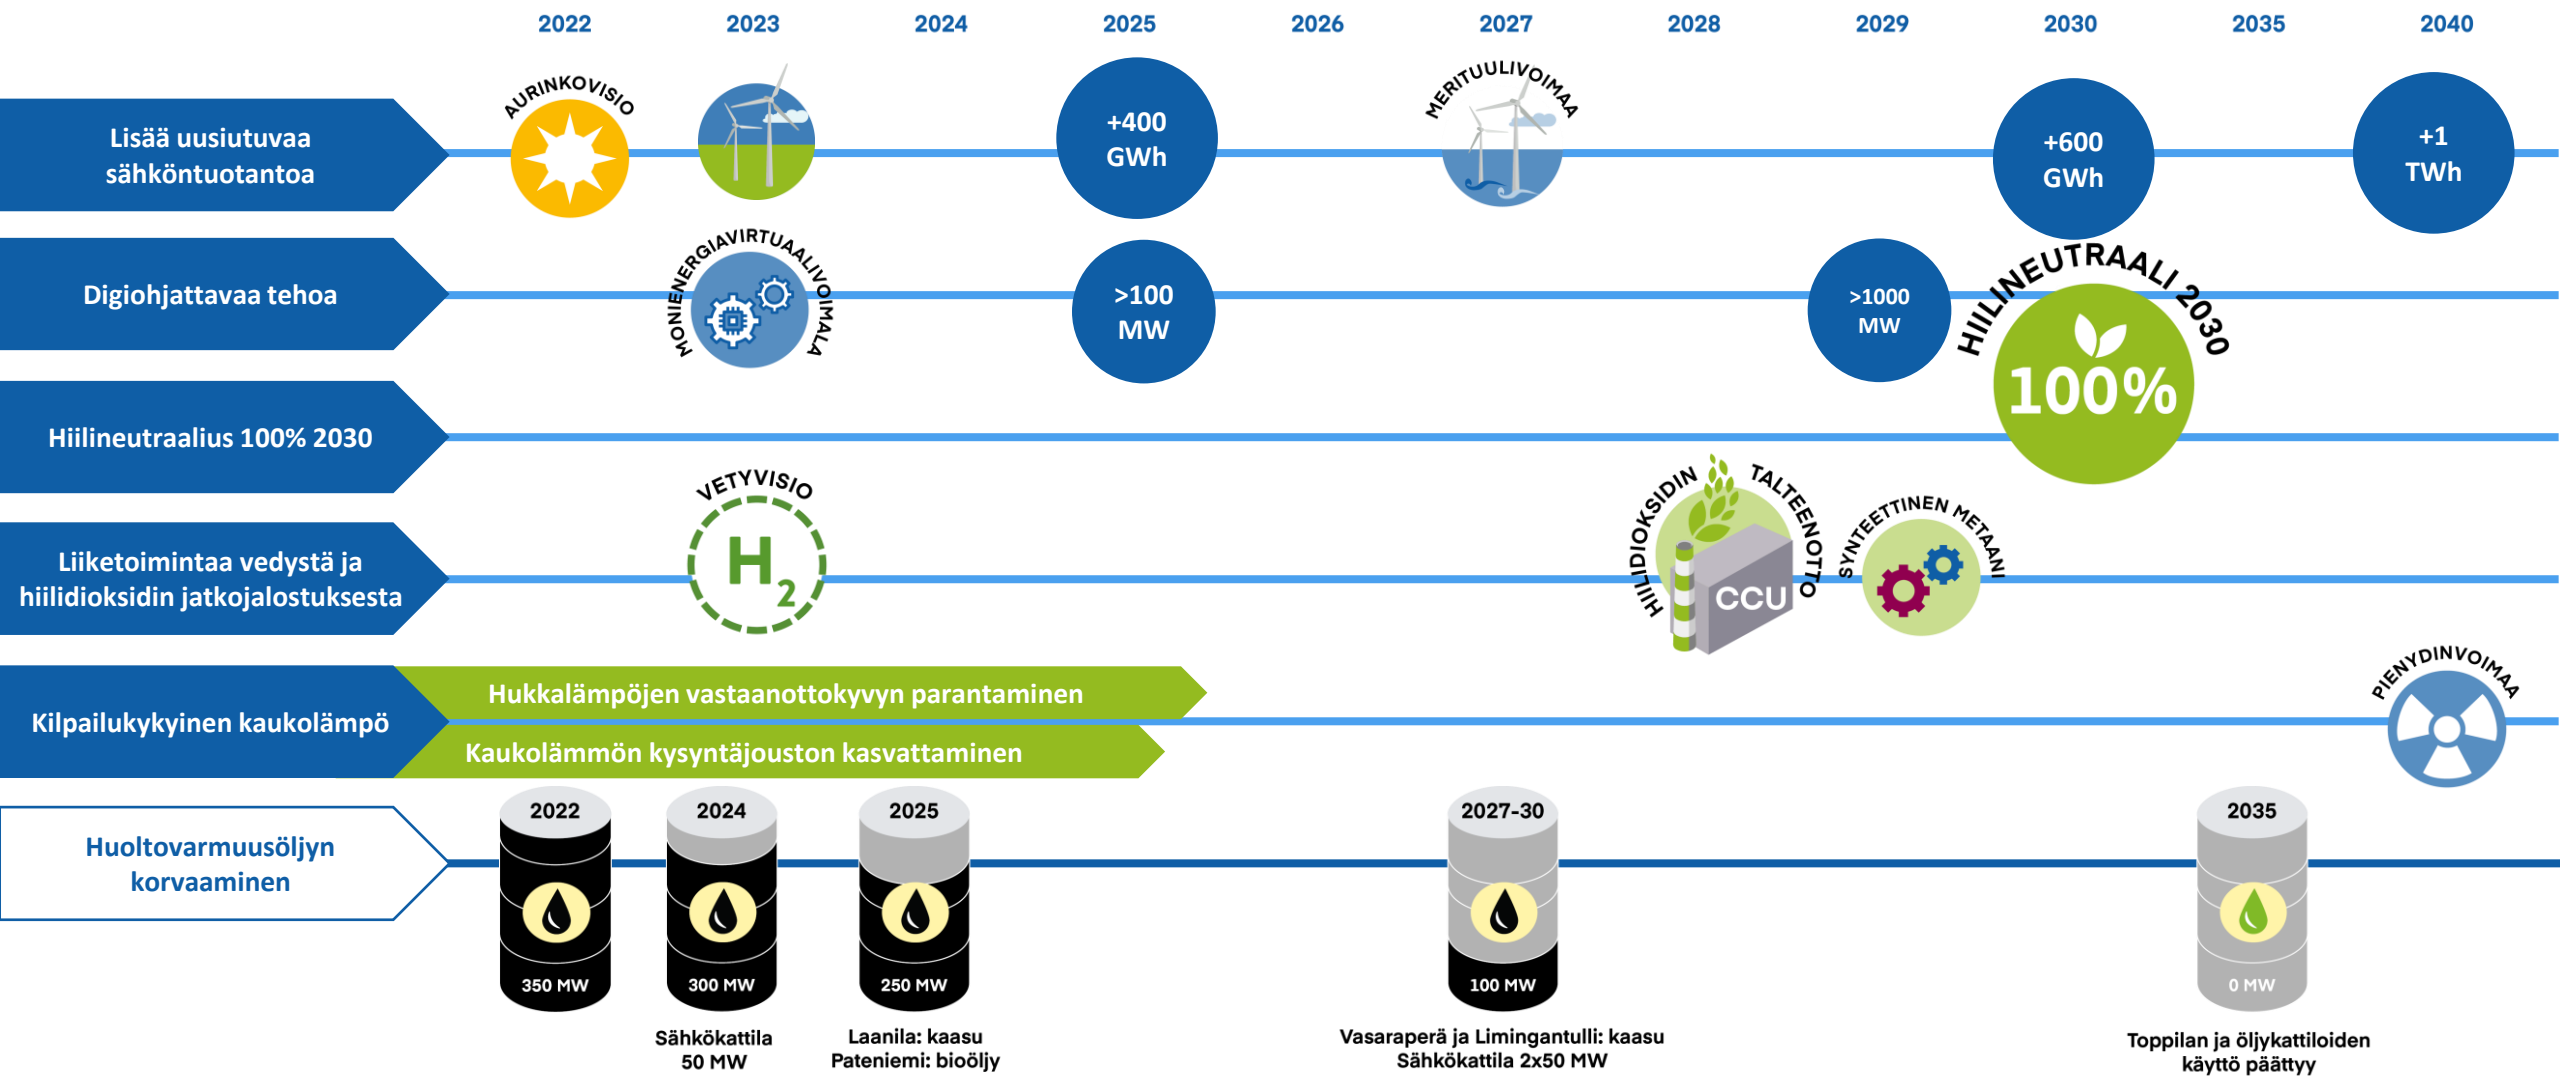 2022 2023 2024 2025 2026 2027 2028 2029 2030 2035 2040
Lisää uusiutuvaa
sähköntuotantoa
AURINKOVISIO
+400
GWh
MERITUULIVOIMAA
+600
GWh
+1
TWh
Digiohjattavaa tehoa
MONIENERGIAVIRTUAALIVOIMALA
>100
MW
>1000
MW
HIILINEUTRAALI 2030
100%
Hiilineutraalius 100% 2030
Liiketoimintaa vedystä ja
hiilidioksidin jatkojalostuksesta
VETYVISIO
H2
HIILIDIOKSIDIN TALTEENOTTO
CCU
SYNTEETTINEN METAANI
Kilpailukykyinen kaukolämpö
Hukkalämpöjen vastaanottokyvyn parantaminen
Kaukolämmön kysyntäjouston kasvattaminen
PIENYDINVOIMAA
Huoltovarmuusöljyn
korvaaminen
2022
350 MW
2024
300 MW
Sähkökattila
50 MW
2025
250 MW
Laanila: kaasu
Pateniemi: bioöljy
2027-30
100 MW
Vasaraperä ja Limingantulli: kaasu
Sähkökattila 2x50 MW
2035
0 MW
Toppilan ja öljykattiloiden
käyttö päättyy